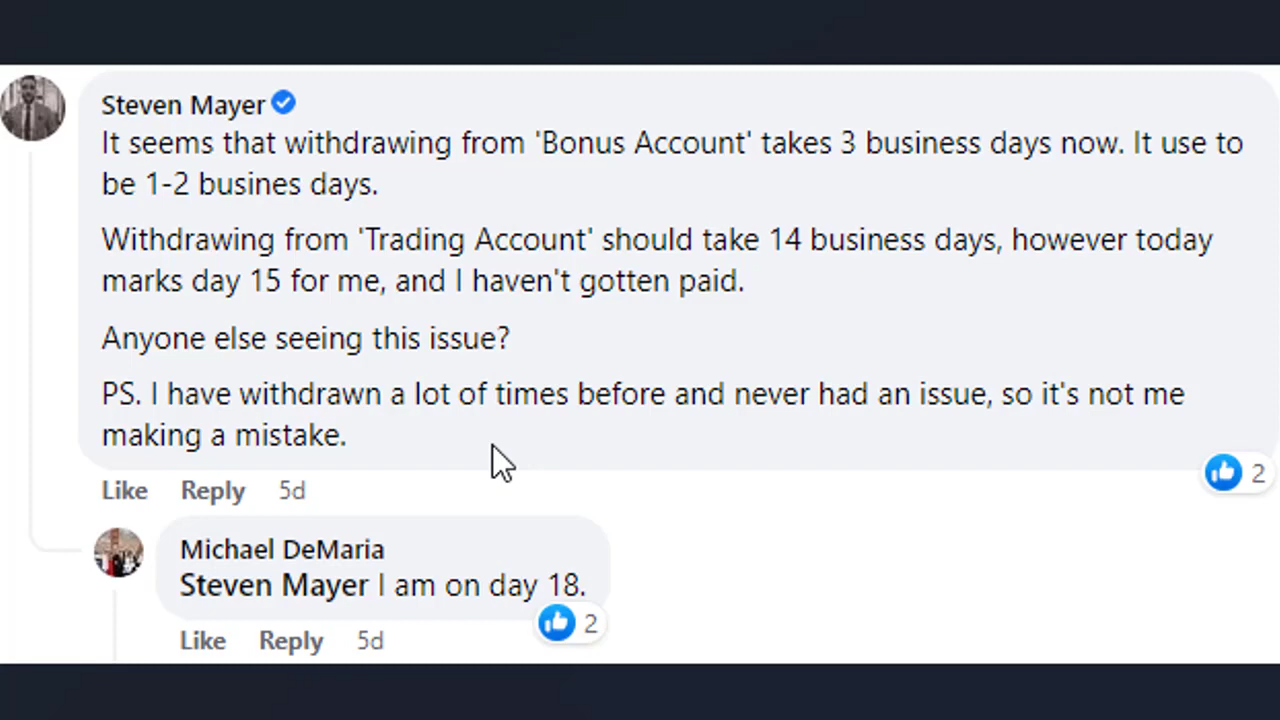 Steven Mayer
It seems that withdrawing from 'Bonus Account' takes 3 business days now. It use to
be 1-2 busines days.
Withdrawing from 'Trading Account' should take 14 business days, however today
marks day 15 for me, and I haven't gotten paid.
Anyone else seeing this issue?
PS. I have withdrawn a lot of times before and never had an issue, so it's not me
making a mistake.
Like Reply 5d 2
Michael DeMaria
Steven Mayer I am on day 18.
2
Like Reply 5d